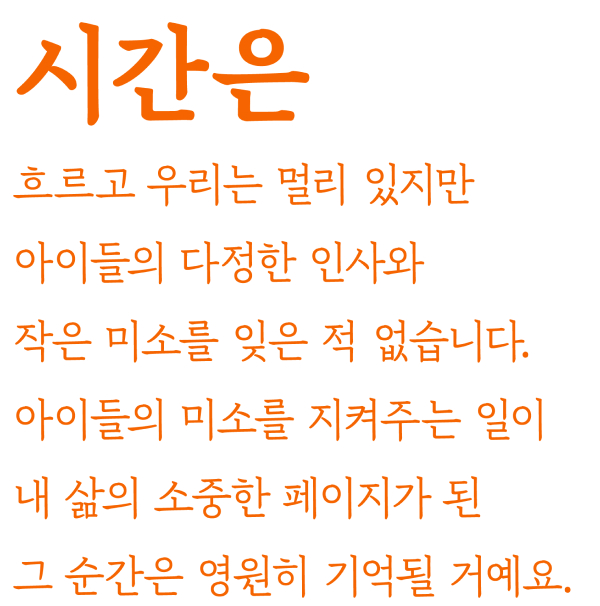 시간은
흐르고 우리는 멀리 있지만
아이들의 다정한 인사와
작은 미소를 잊은 적 없습니다.
아이들의 미소를 지켜주는 일이
내 삶의 소중한 페이지가 된
그 순간은 영원히 기억될 거예요.